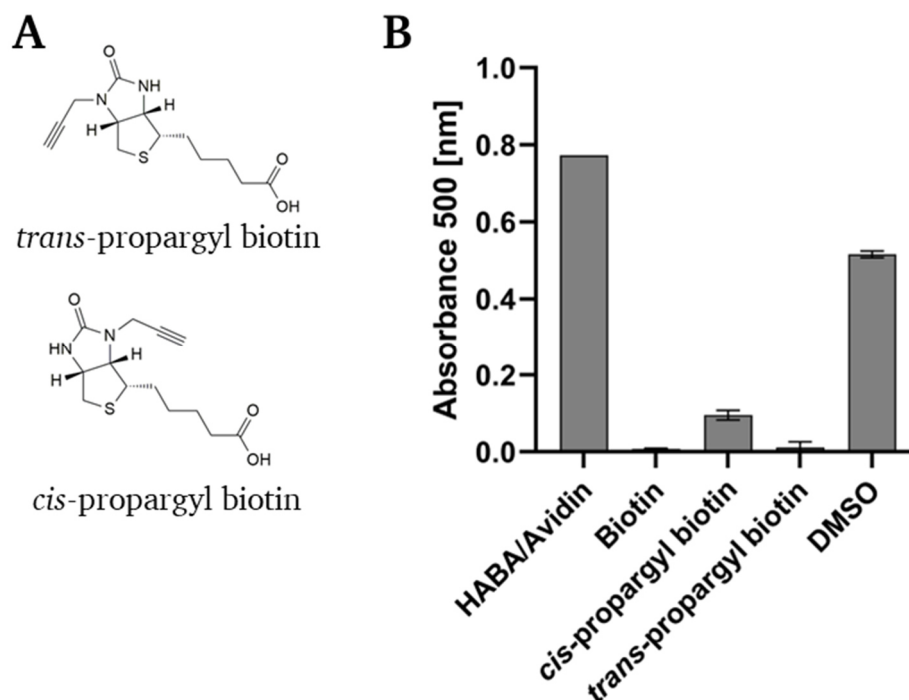 A
O
N
NH
H
H
S
O
OH
trans-propargyl biotin
O
HN
N
H
H
S
O
OH
cis-propargyl biotin
B
Absorbance 500 [nm]
1.0
0.8
0.6
0.4
0.2
0.0
HABA/Avidin
Biotin
cis-propargyl biotin
trans-propargyl biotin
DMSO